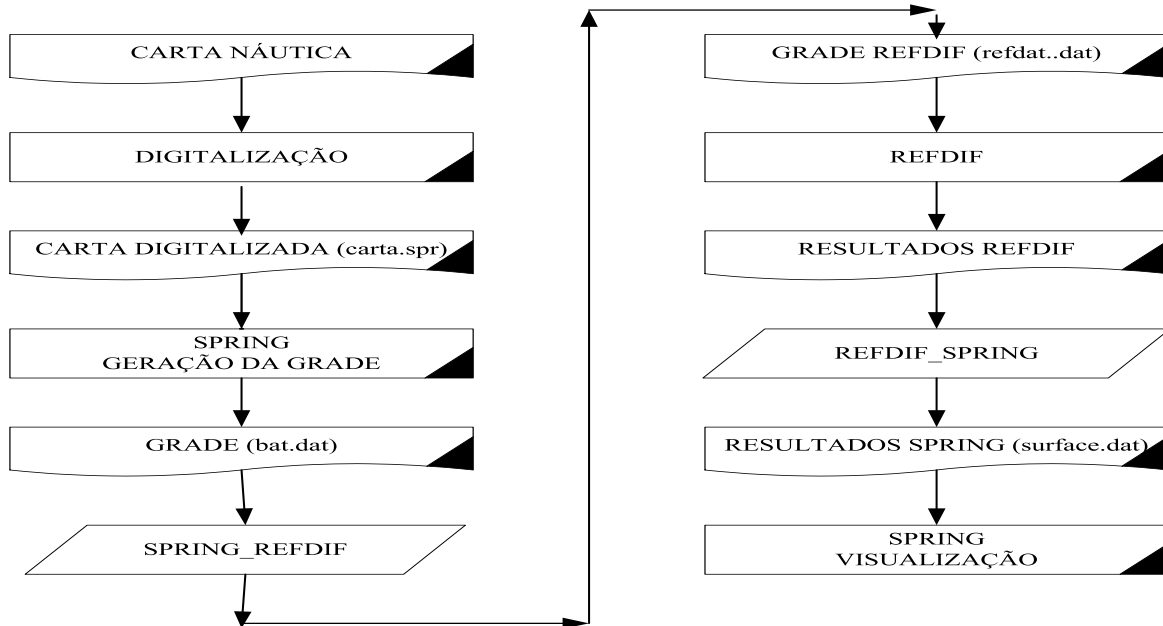 CARTA NÁUTICA
DIGITALIZAÇÃO
CARTA DIGITALIZADA (carta.spr)
SPRING
GERAÇÃO DA GRADE
GRADE (bat.dat)
SPRING_REFDIF
GRADE REFDIF (refdat..dat)
REFDIF
RESULTADOS REFDIF
REFDIF_SPRING
RESULTADOS SPRING (surface.dat)
SPRING
VISUALIZAÇÃO